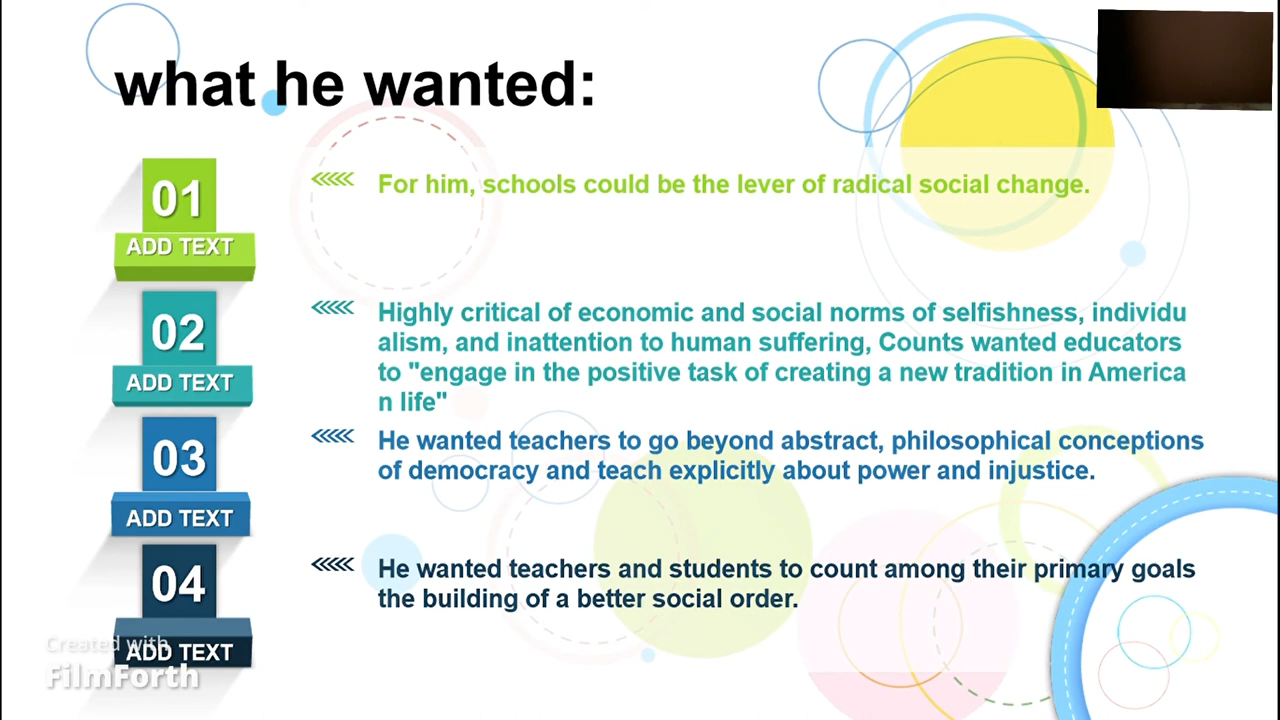 what he wanted:
01
ADD TEXT
For him, schools could be the lever of radical social change.
02
ADD TEXT
Highly critical of economic and social norms of selfishness, individu
alism, and inattention to human suffering, Counts wanted educators
to "engage in the positive task of creating a new tradition in America
n life"
03
ADD TEXT
He wanted teachers to go beyond abstract, philosophical conceptions
of democracy and teach explicitly about power and injustice.
04
ADD TEXT
He wanted teachers and students to count among their primary goals
the building of a better social order.
Created with
FilmForth